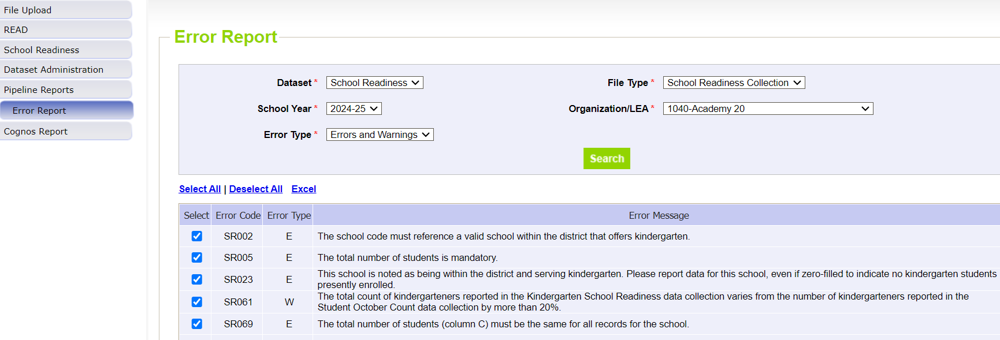 File Upload
READ
School Readiness
Dataset Administration
Pipeline Reports
Error Report
Cognos Report
Error Report
Dataset * School Readiness File Type * School Readiness Collection
School Year * 2024-25 Organization/LEA * 1040-Academy 20
Error Type * Errors and Warnings
Search
Select All | Deselect All Excel
Select Error Code Error Type Error Message
SR002 E The school code must reference a valid school within the district that offers kindergarten.
SR005 E The total number of students is mandatory.
SR023 E This school is noted as being within the district and serving kindergarten. Please report data for this school, even if zero-filled to indicate no kindergarten students
presently enrolled.
SR061 W The total count of kindergarteners reported in the Kindergarten School Readiness data collection varies from the number of kindergarteners reported in the
Student October Count data collection by more than 20%.
SR069 E The total number of students (column C) must be the same for all records for the school.